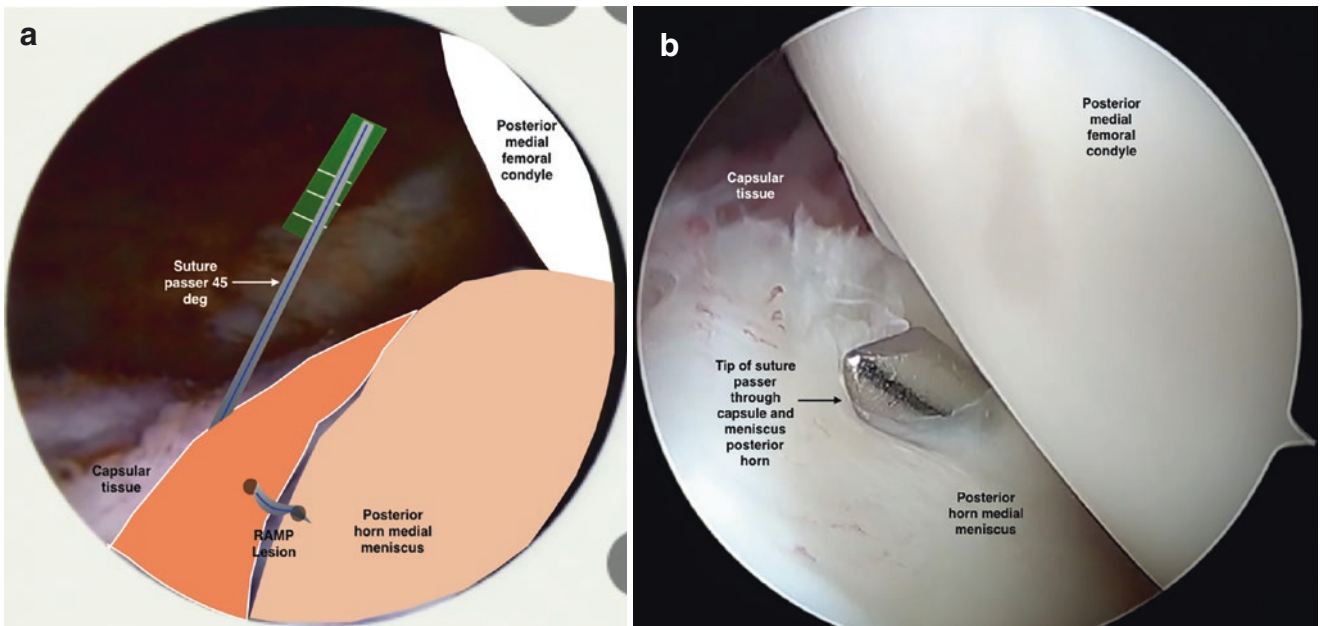 a
Posterior
medial
femoral
condyle
Suture
passer 45
deg
Capsular
tissue
RAMP
Lesion
Posterior
horn medial
meniscus
b
Posterior
medial
femoral
condyle
Capsular
tissue
Tip of suture
passer
through
capsule and
meniscus
posterior
horn
Posterior
horn medial
meniscus